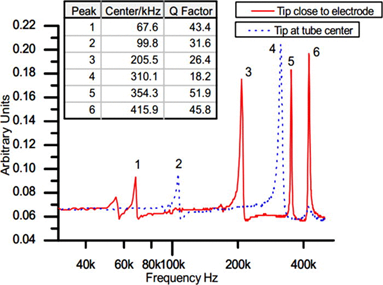 Peak Center/kHz Q Factor
1 67.6 43.4
2 99.8 31.6
3 205.5 26.4
4 310.1 18.2
5 354.3 51.9
6 415.9 45.8
Tip close to electrode
Tip at tube center
0.22
0.20
0.18
0.16
0.14
0.12
0.10
0.08
0.06
0.04
Arbitrary Units
1
2
3
4
5
6
40k 60k 80k 100k 200k 400k
Frequency Hz